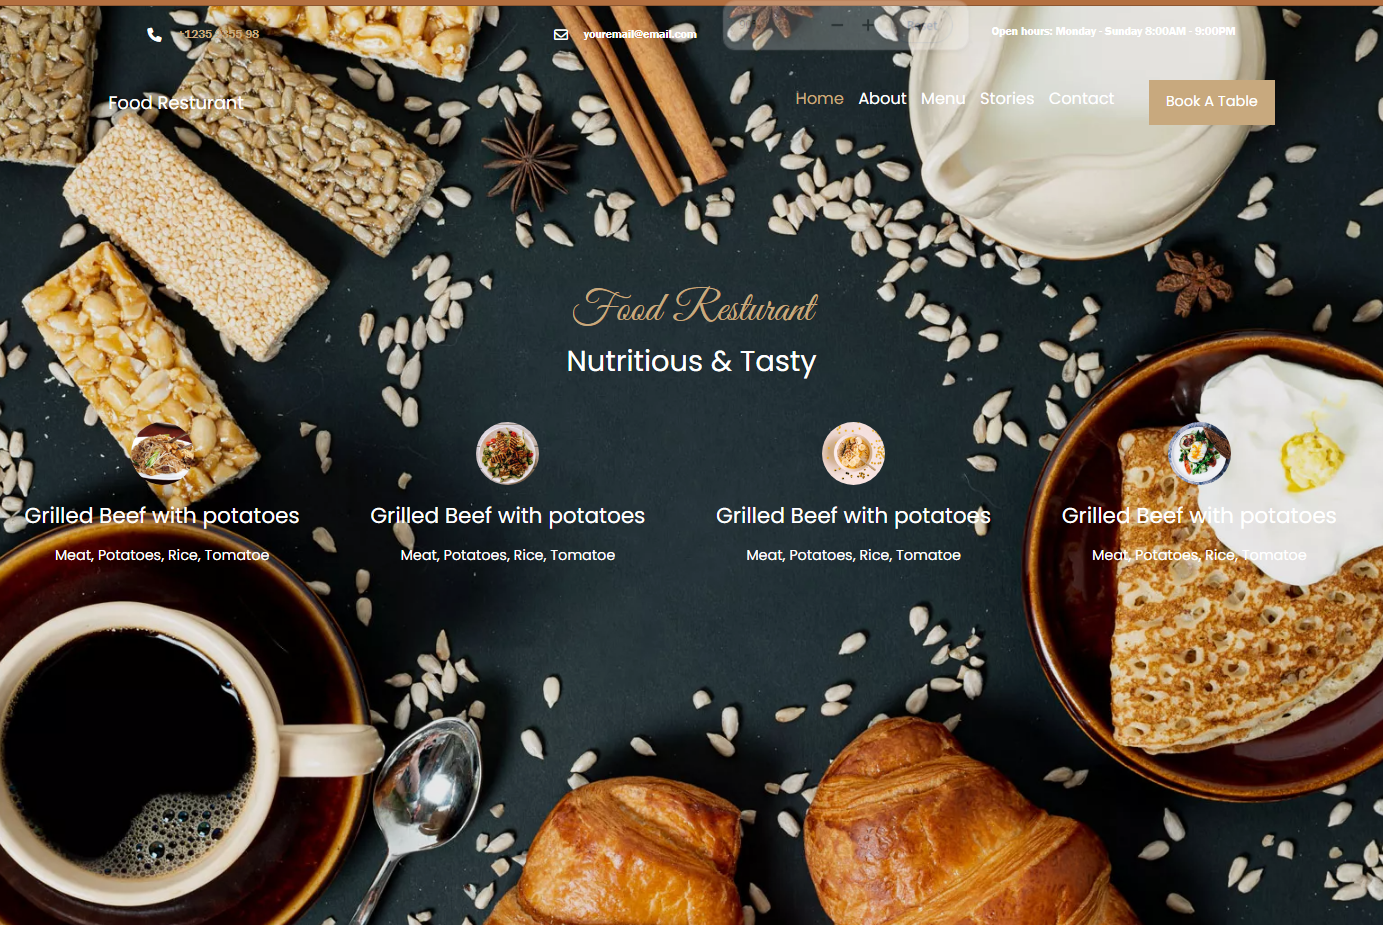 +1235 2355 98
youremail@email.com
Open hours: Monday - Sunday 8:00AM - 9:00PM
Food Resturant
Home About Menu Stories Contact
Book A Table
Food Resturant
Nutritious & Tasty
Grilled Beef with potatoes
Meat, Potatoes, Rice, Tomatoe
Grilled Beef with potatoes
Meat, Potatoes, Rice, Tomatoe
Grilled Beef with potatoes
Meat, Potatoes, Rice, Tomatoe
Grilled Beef with potatoes
Meat, Potatoes, Rice, Tomatoe